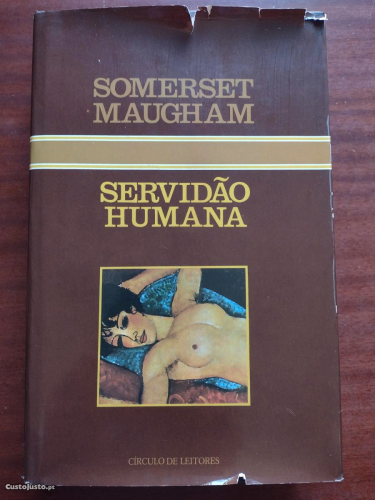 SOMERSET
MAUGHAM
SERVIDÃO
HUMANA
CÍRCULO DE LEITORES
CustoJusto.pt